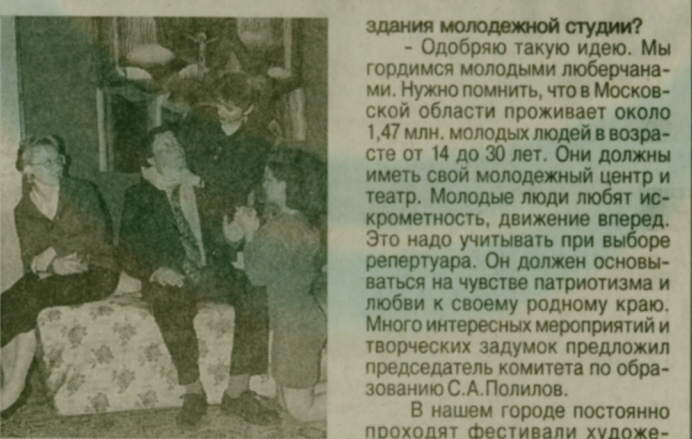 здания молодежной студии?
- Одобряю такую идею. Мы
гордимся молодыми люберчана-
ми. Нужно помнить, что в Москов-
ской области проживает около
1,47 млн. молодых людей в возра-
сте от 14 до 30 лет. Они должны
иметь свой молодежный центр и
театр. Молодые люди любят ис-
крометность, движение вперед.
Это надо учитывать при выборе
репертуара. Он должен основы-
ваться на чувстве патриотизма и
любви к своему родному краю.
Много интересных мероприятий и
творческих задумок предложил
председатель комитета по обра-
зованию С.А.Полилов.
В нашем городе постоянно
проходят фестивали художе-